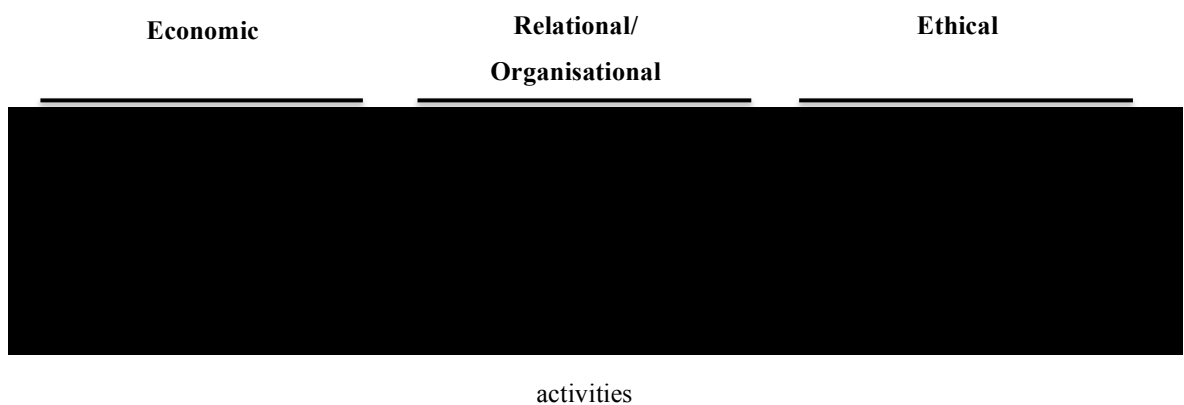 Economic
Relational/
Organisational
Ethical
activities